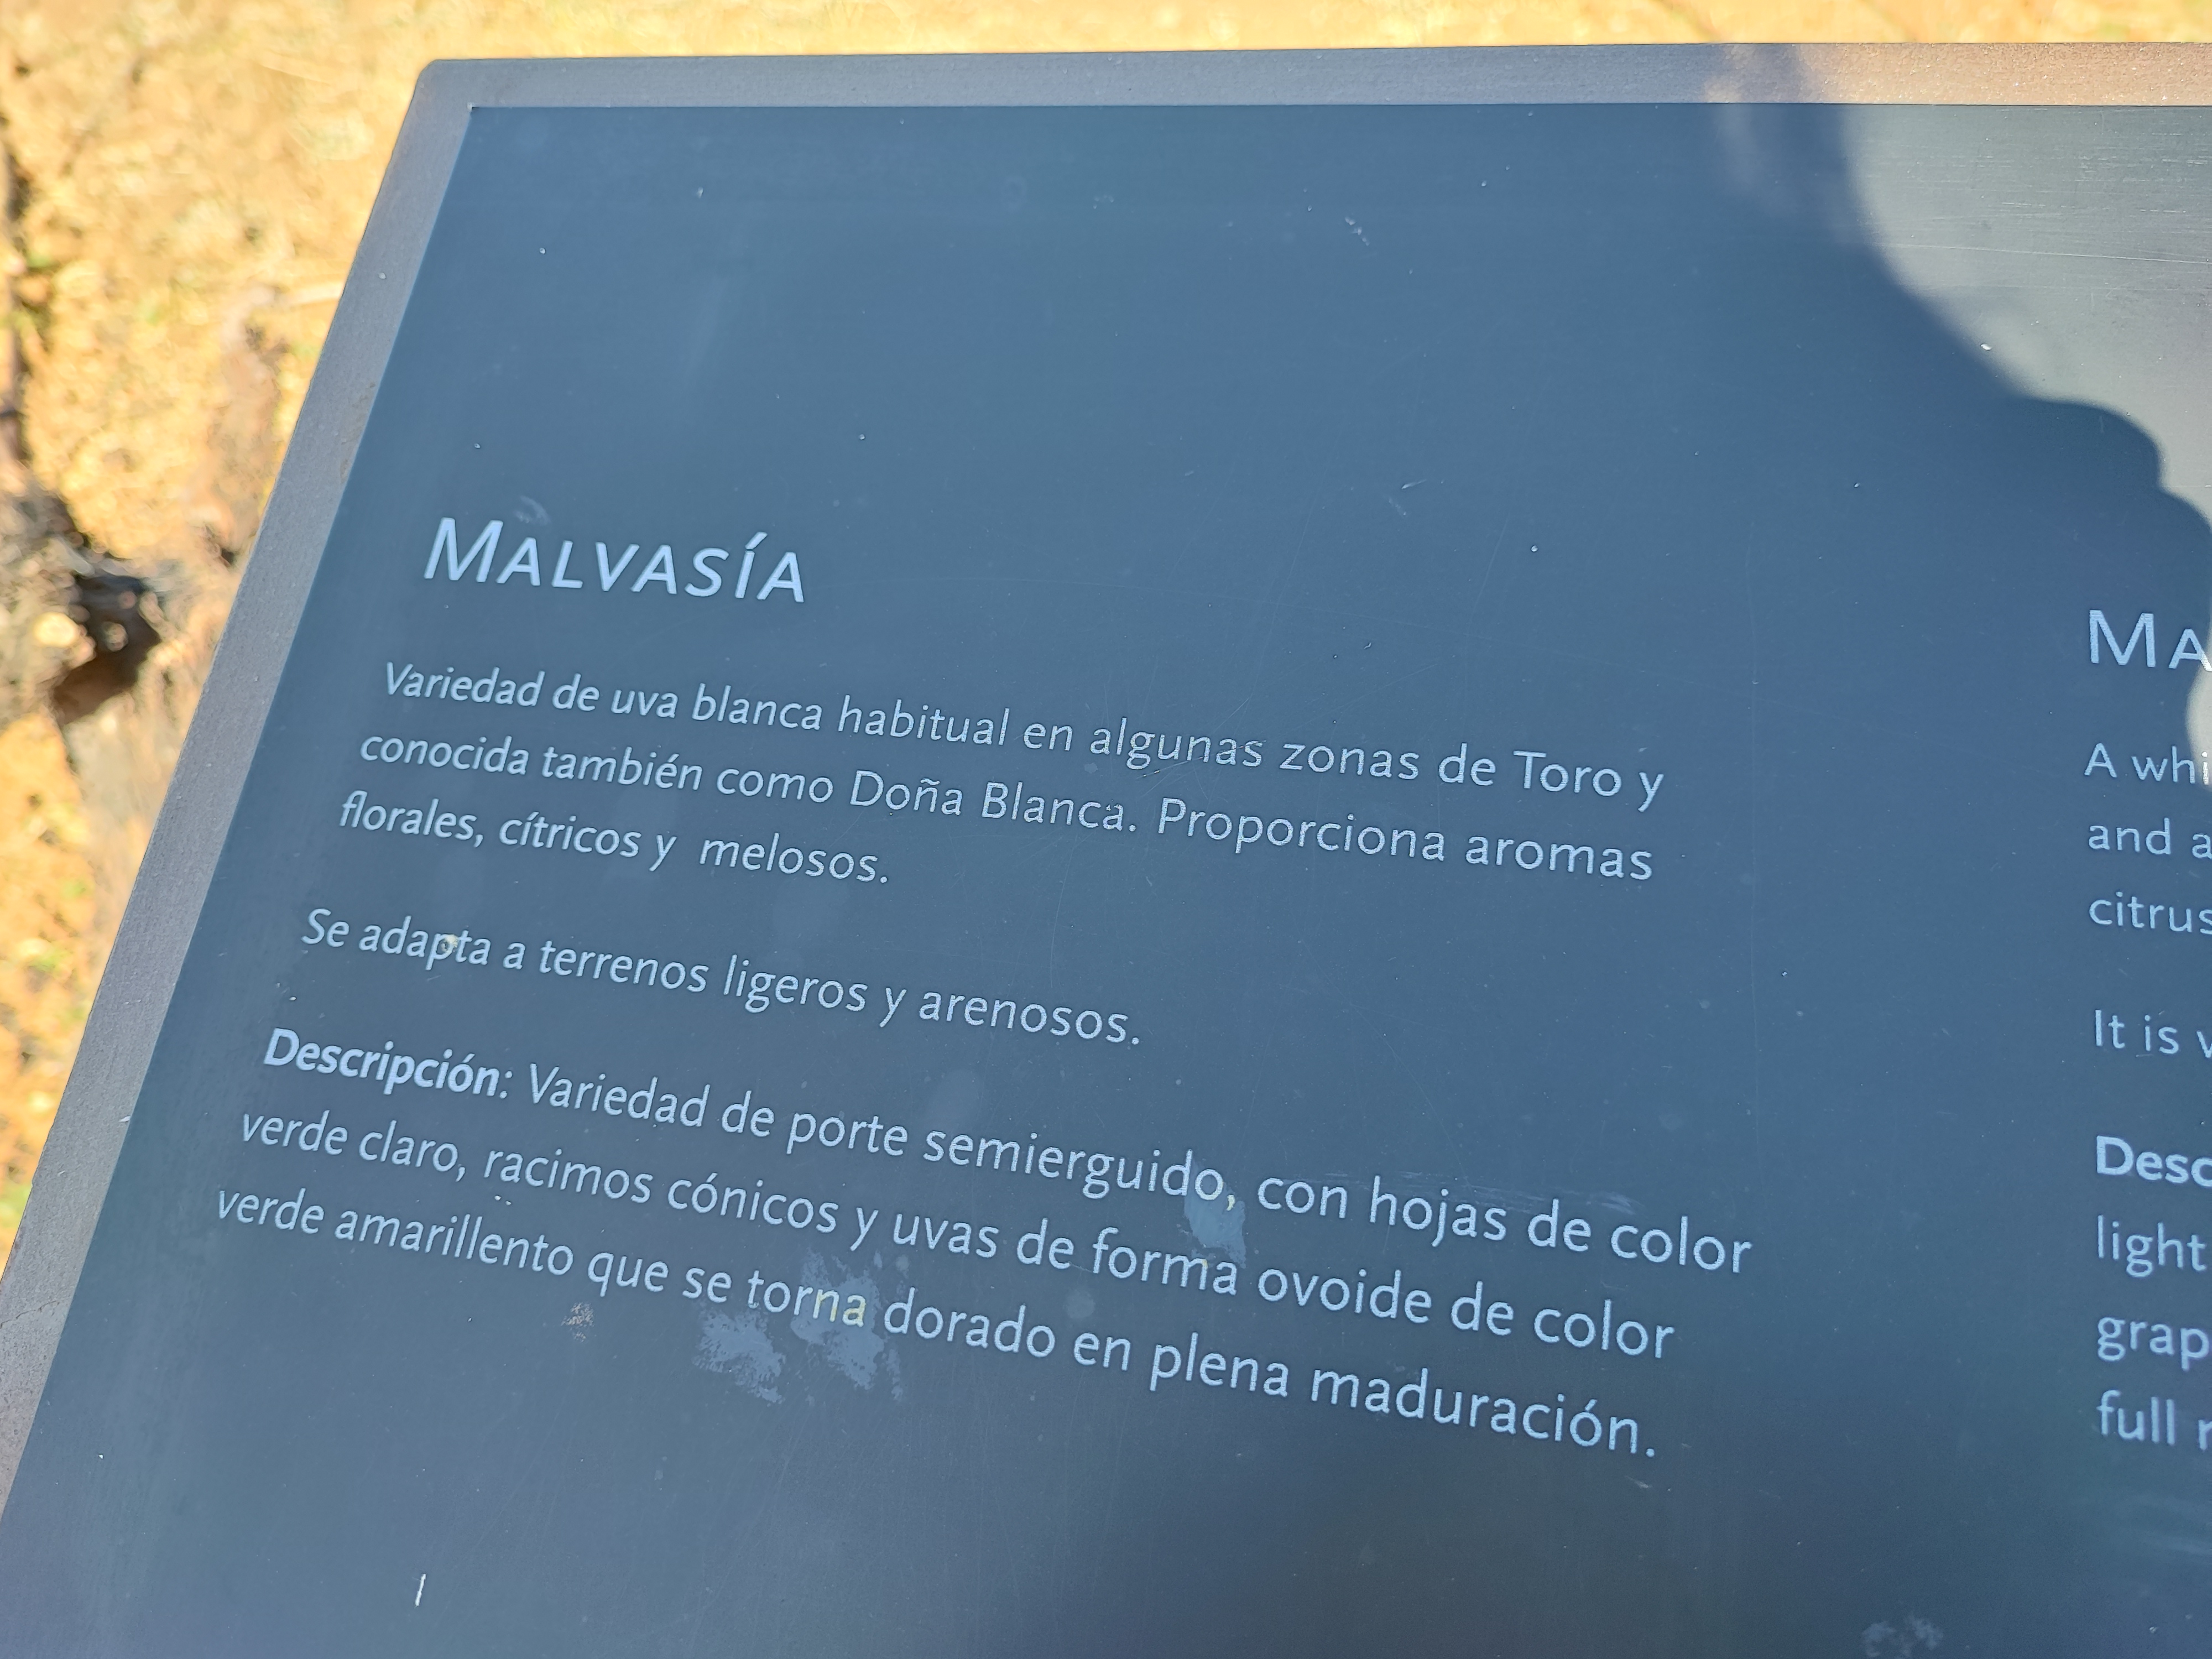 MALVASÍA
Variedad de uva blanca habitual en algunas zonas de Toro y
conocida también como Doña Blanca. Proporciona aromas
florales, cítricos y melosos.
Se adapta a terrenos ligeros y arenosos.
Descripción: Variedad de porte semierguido, con hojas de color
verde claro, racimos cónicos y uvas de forma ovoide de color
verde amarillento que se torna dorado en plena maduración.
MA
A whi
and a
citrus
It is
Desc
light
grap
full